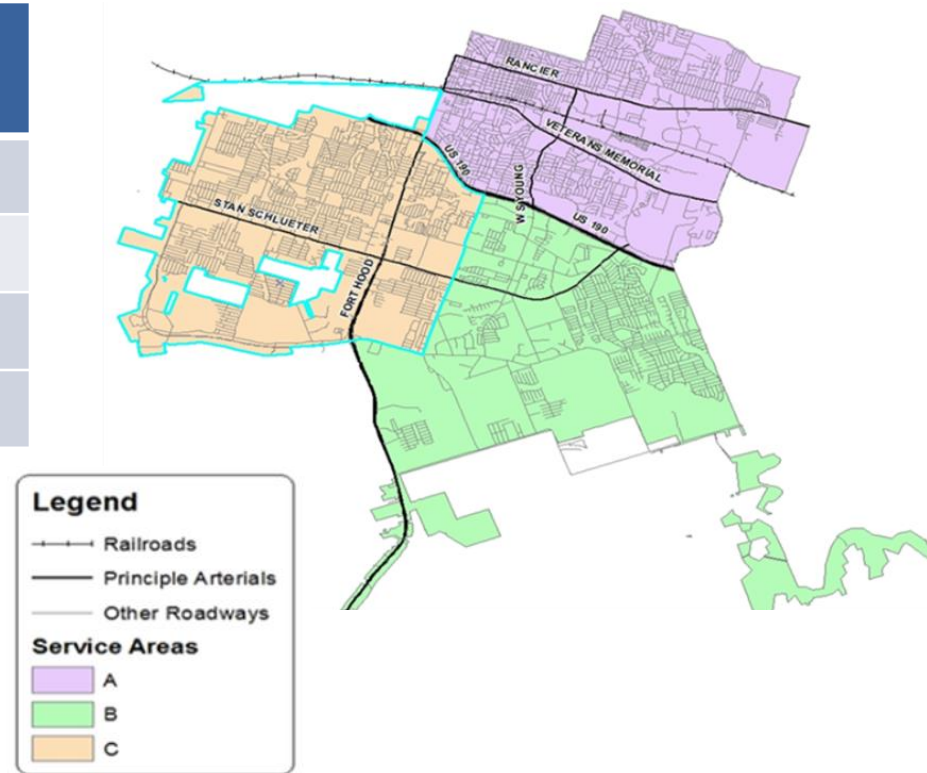 RANCIER
VETERANS MEMORIAL
US 190
W S YOUNG
US 190
STAN SCHLUETER
FORT HOOD
Legend
Railroads
Principle Arterials
Other Roadways
Service Areas
A
B
C